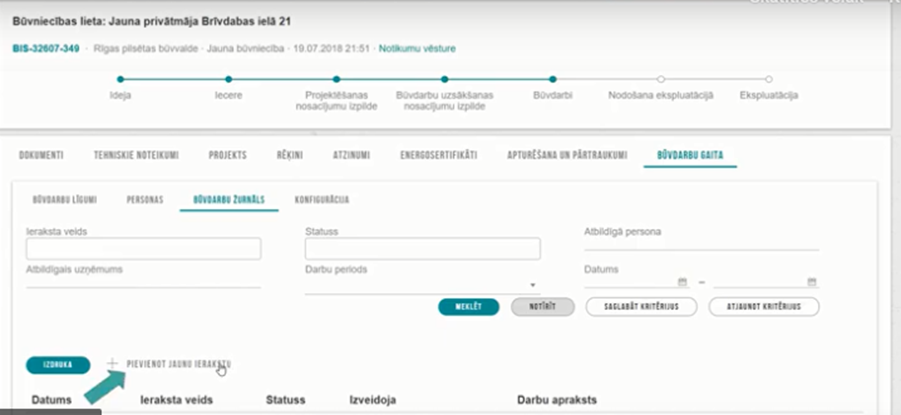 Būvniecības lieta: Jauna privātmāja Brīvdabas ielā 21
BIS-32607-349 · Rīgas pilsētas būvvalde · Jauna būvniecība · 19.07.2018 21:51 · Notikumu vēsture
Ideja Iecere Projektēšanas nosacījumu izpilde Būvdarbu uzsākšanas nosacījumu izpilde Būvdarbi Nodošana ekspluatācijā Ekspluatācija
DOKUMENTI TEHNISKIE NOTEIKUMI PROJEKTS RĒĶINI ATZINUMI ENERGOSERTIFIKĀTI APTURĒŠANA UN PĀRTRAUKUMI BŪVDARBU GAITA
BŪVDARBU LĪGUMI PERSONAS BŪVDARBU ŽURNĀLS KONFIGURĀCIJA
Ieraksta veids Statuss Atbildīgā persona
Atbildīgais uzņēmums Darbu periods Datums
–
MEKLĒT NOTĪRĪT SAGLABĀT KRITĒRIJUS ATJAUNOT KRITĒRIJUS
IZDRUKA + PIEVIENOT JAUNU IERAKSTU
Datums Ieraksta veids Statuss Izveidoja Darbu apraksts